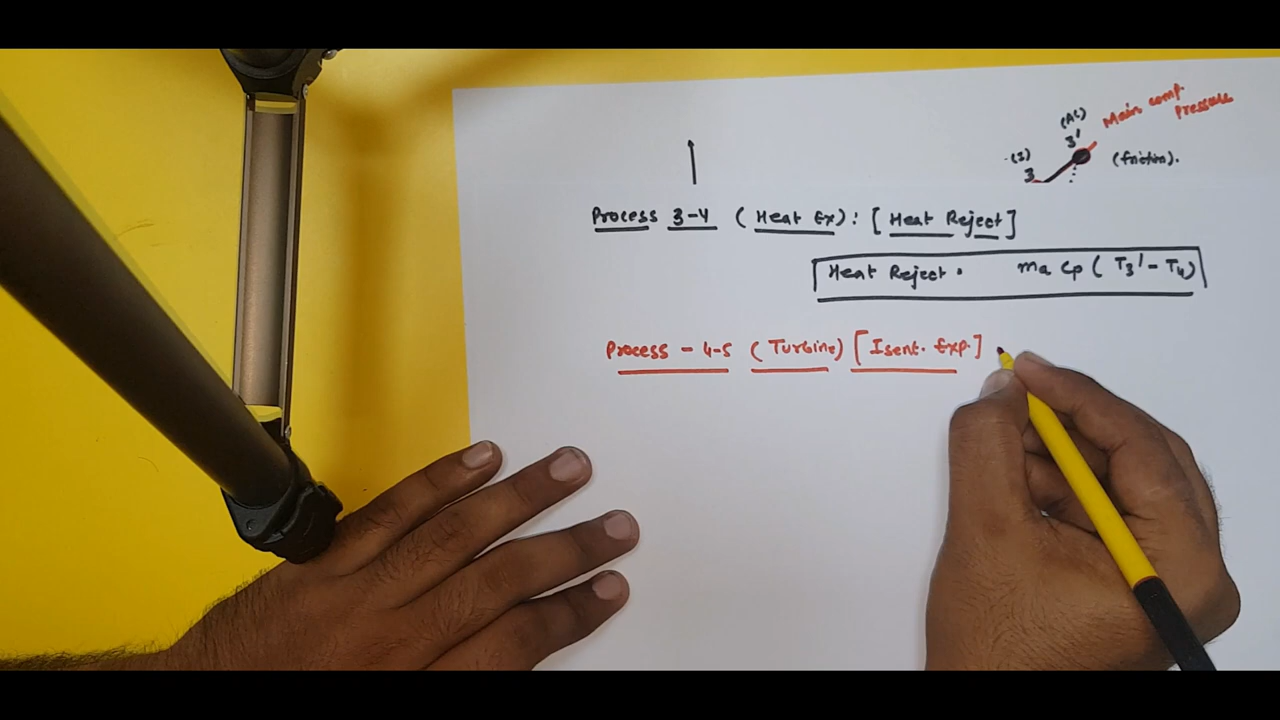 (AC) Main comp. Pressure
(I) 3'
3 (friction).
Process 3-4 (Heat Ex): [Heat Reject]
Heat Reject. ma Cp ( T3' - T4)
Process - 4-5 (Turbine) [Isent. Exp.]